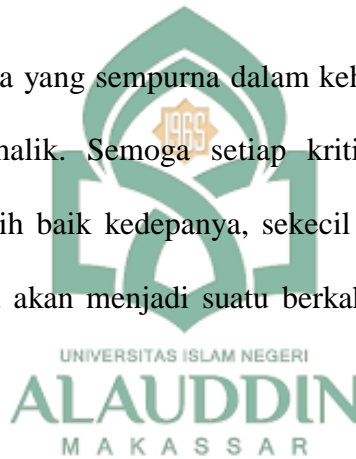 a yang sempurna dalam keh
1965
nalik. Semoga setiap kriti
ih baik kedepanya, sekecil
akan menjadi suatu berkal
UNIVERSITAS ISLAM NEGERI
ALAUDDIN
MAKASSAR